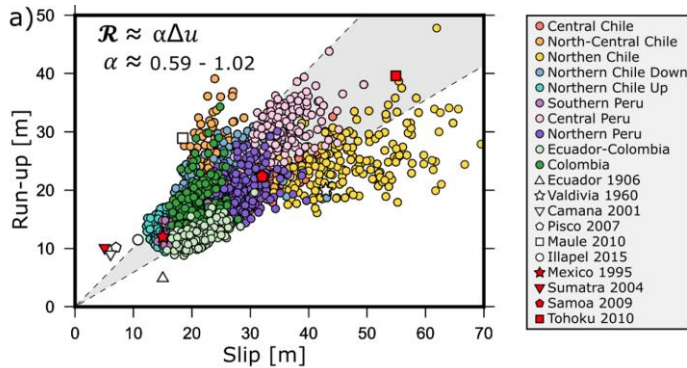 a)
ℛ ≈ αΔu
α ≈ 0.59 - 1.02
50
40
30
20
10
0
Run-up [m]
0 10 20 30 40 50 60 70
Slip [m]
Central Chile
North-Central Chile
Northen Chile
Northern Chile Down
Northern Chile Up
Southern Peru
Central Peru
Northern Peru
Ecuador-Colombia
Colombia
Ecuador 1906
Valdivia 1960
Camana 2001
Pisco 2007
Maule 2010
Illapel 2015
Mexico 1995
Sumatra 2004
Samoa 2009
Tohoku 2010